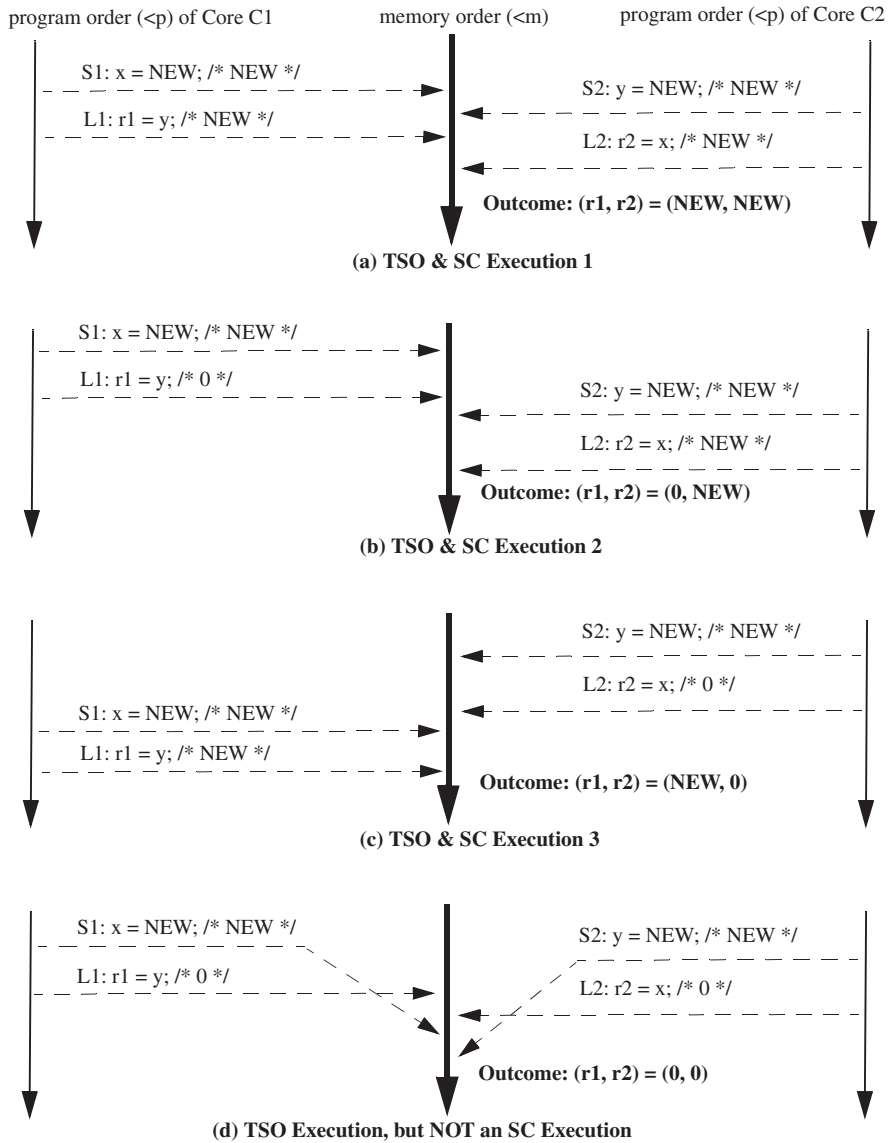 program order (<p) of Core C1 memory order (<m) program order (<p) of Core C2
S1: x = NEW; /* NEW */
S2: y = NEW; /* NEW */
L1: r1 = y; /* NEW */
L2: r2 = x; /* NEW */
Outcome: (r1, r2) = (NEW, NEW)
(a) TSO & SC Execution 1
S1: x = NEW; /* NEW */
L1: r1 = y; /* 0 */
S2: y = NEW; /* NEW */
L2: r2 = x; /* NEW */
Outcome: (r1, r2) = (0, NEW)
(b) TSO & SC Execution 2
S2: y = NEW; /* NEW */
L2: r2 = x; /* 0 */
S1: x = NEW; /* NEW */
L1: r1 = y; /* NEW */
Outcome: (r1, r2) = (NEW, 0)
(c) TSO & SC Execution 3
S1: x = NEW; /* NEW */
S2: y = NEW; /* NEW */
L1: r1 = y; /* 0 */
L2: r2 = x; /* 0 */
Outcome: (r1, r2) = (0, 0)
(d) TSO Execution, but NOT an SC Execution